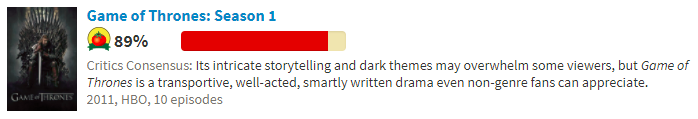 Game of Thrones: Season 1
89%
Critics Consensus: Its intricate storytelling and dark themes may overwhelm some viewers, but Game of
Thrones is a transportive, well-acted, smartly written drama even non-genre fans can appreciate.
2011, HBO, 10 episodes
GAME OF THRONES